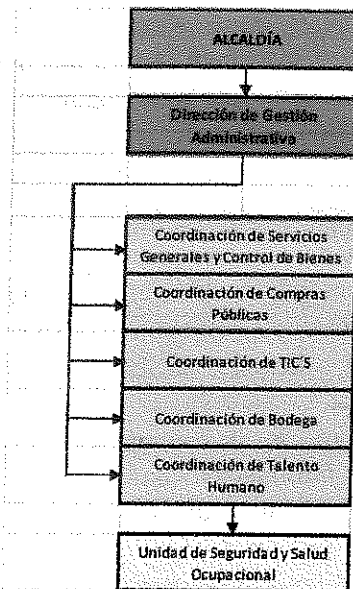 ALCALDÍA
Dirección de Gestión
Administrativa
Coordinación de Servicios
Generales y Control de Bienes
Coordinación de Compras
Públicas
Coordinación de TIC'S
Coordinación de Bodega
Coordinación de Talento
Humano
Unidad de Seguridad y Salud
Ocupacional